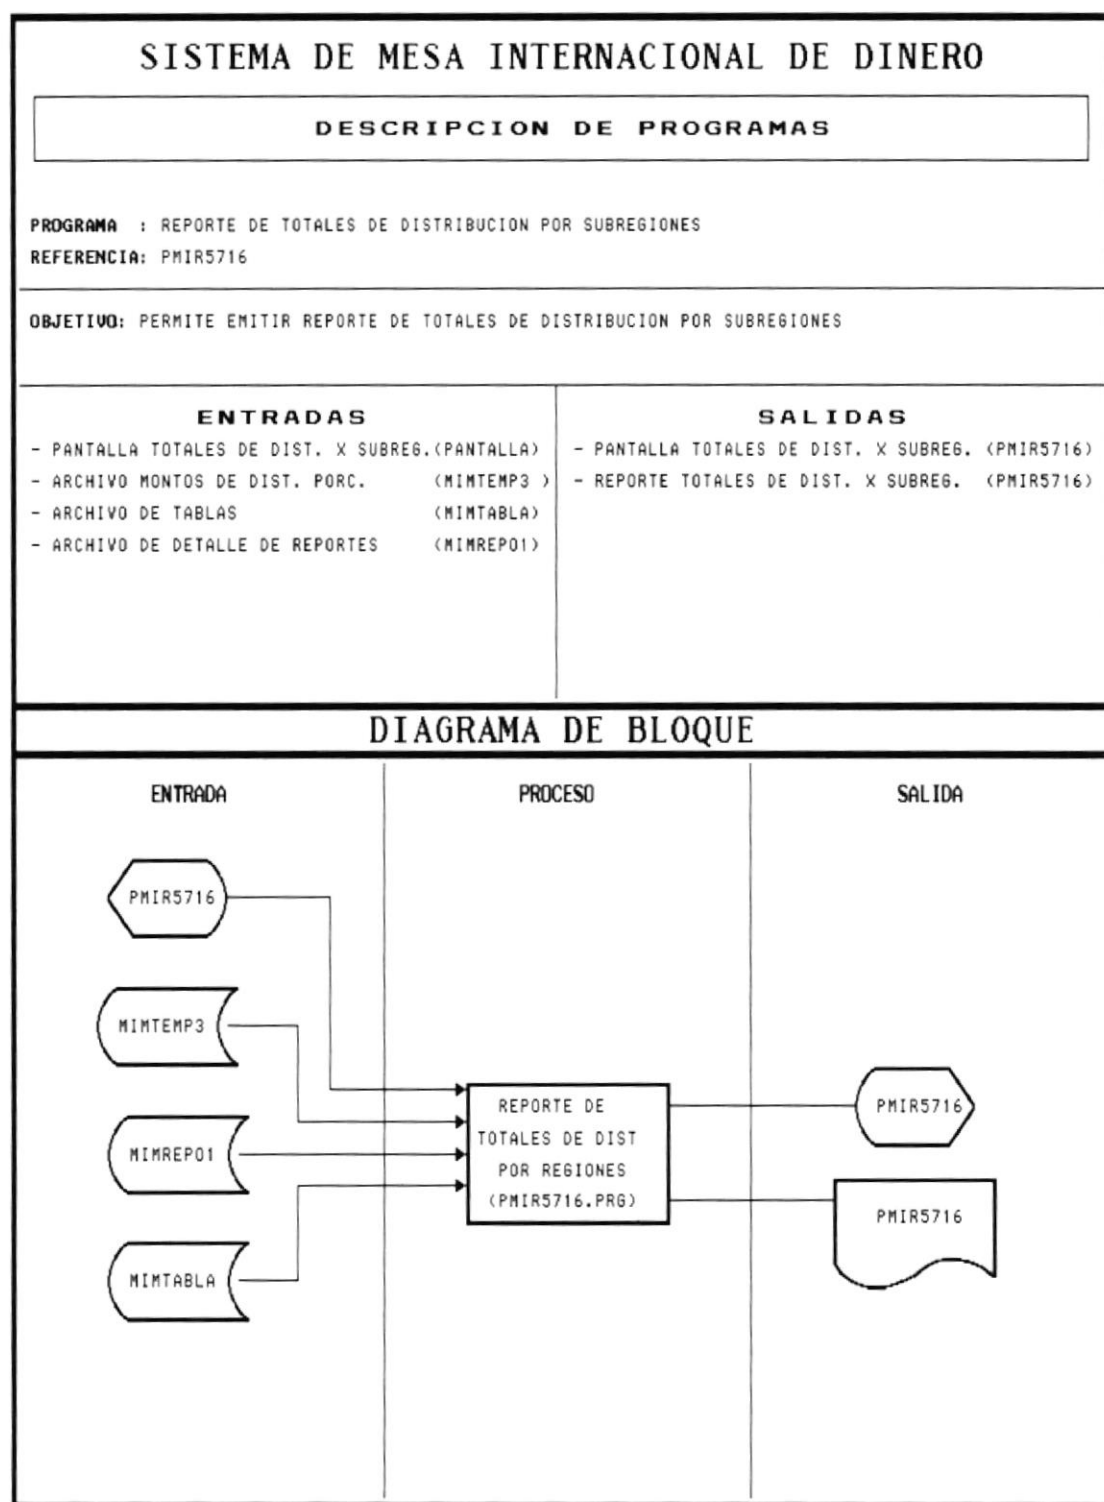 SISTEMA DE MESA INTERNACIONAL DE DINERO
DESCRIPCION DE PROGRAMAS
PROGRAMA : REPORTE DE TOTALES DE DISTRIBUCION POR SUBREGIONES
REFERENCIA: PMIR5716
OBJETIVO: PERMITE EMITIR REPORTE DE TOTALES DE DISTRIBUCION POR SUBREGIONES
ENTRADAS
- PANTALLA TOTALES DE DIST. X SUBREG.(PANTALLA)
- ARCHIVO MONTOS DE DIST. PORC. (MIMTEMP3 )
- ARCHIVO DE TABLAS (MIMTABLA)
- ARCHIVO DE DETALLE DE REPORTES (MIMREPO1)
SALIDAS
- PANTALLA TOTALES DE DIST. X SUBREG. (PMIR5716)
- REPORTE TOTALES DE DIST. X SUBREG. (PMIR5716)
DIAGRAMA DE BLOQUE
ENTRADA
PMIR5716
MIMTEMP3
MIMREPO1
MIMTABLA
PROCESO
REPORTE DE
TOTALES DE DIST
POR REGIONES
(PMIR5716.PRG)
SALIDA
PMIR5716
PMIR5716